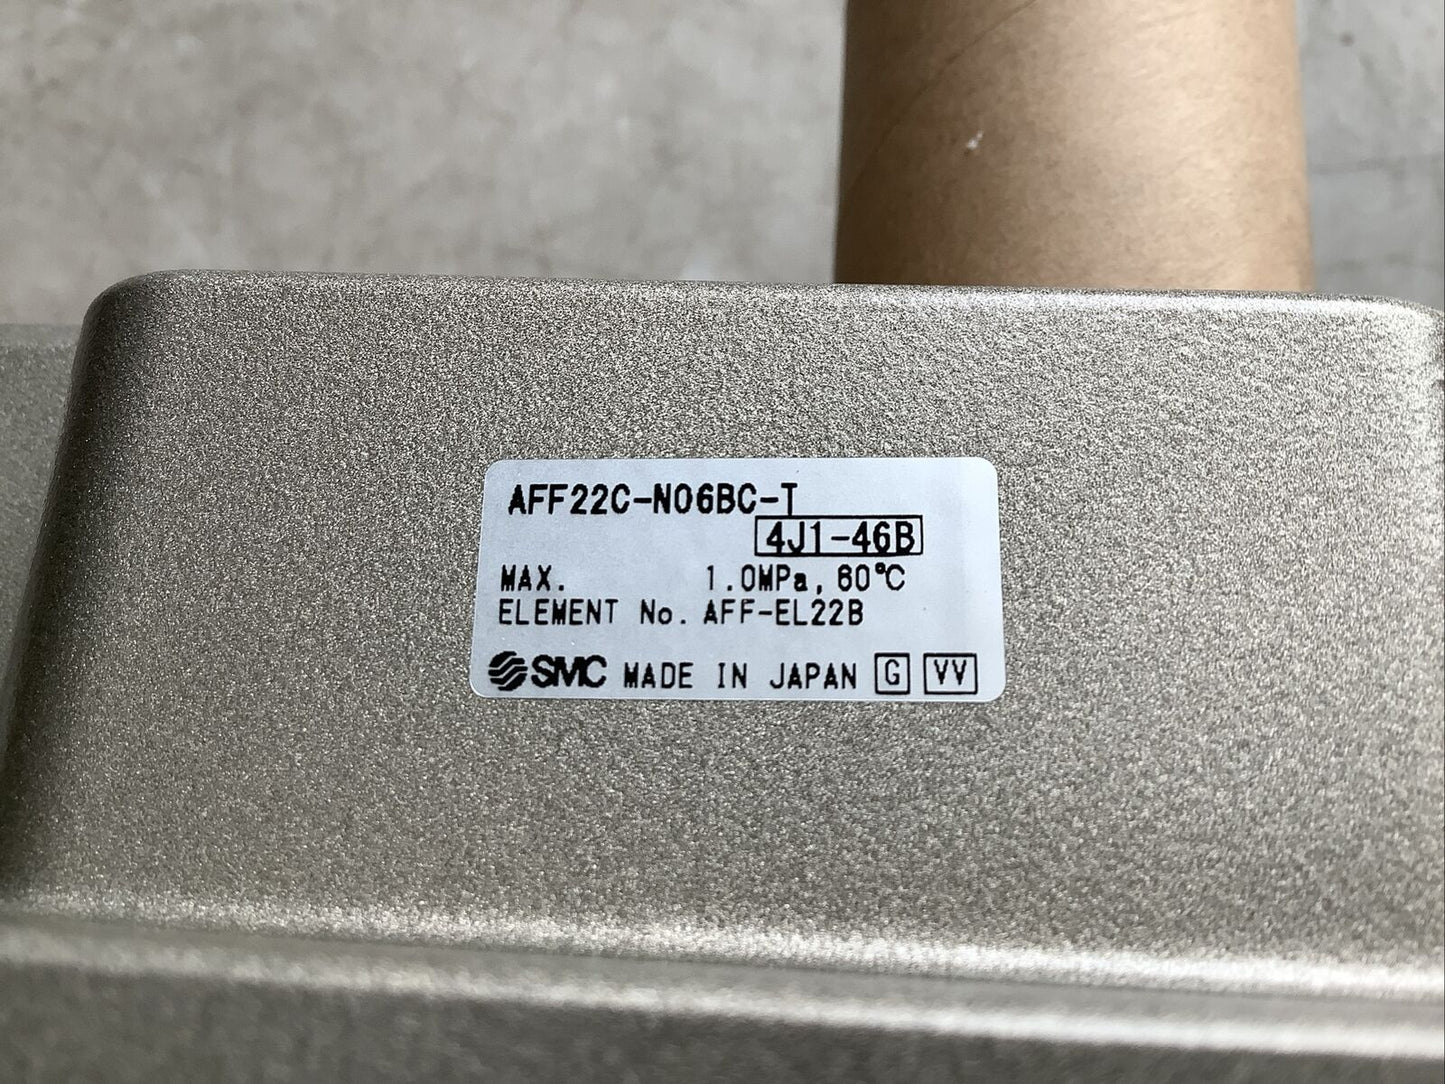 AFF22C-N06BC-T
4J1-46B
MAX. 1.0MPa, 60℃
ELEMENT No. AFF-EL22B
SMC MADE IN JAPAN G VV